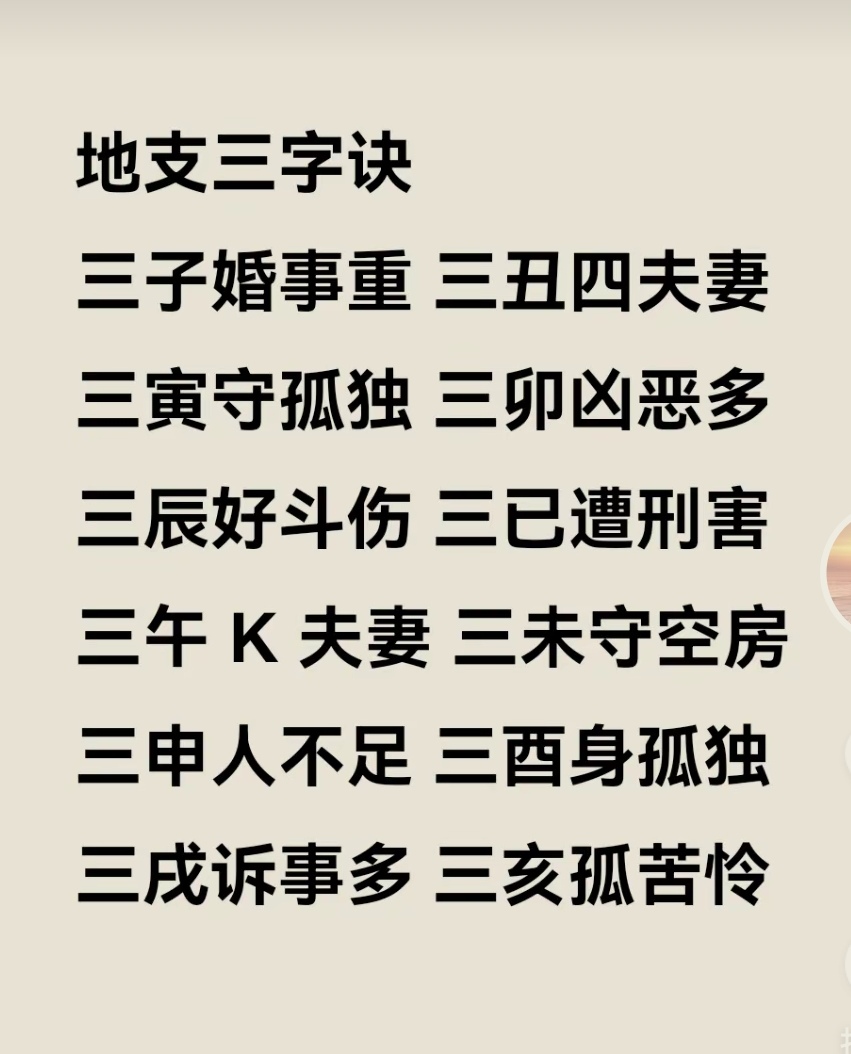 地支三字诀
三子婚事重 三丑四夫妻
三寅守孤独 三卯凶恶多
三辰好斗伤 三已遭刑害
三午 K 夫妻 三未守空房
三申人不足 三酉身孤独
三戌诉事多 三亥孤苦怜